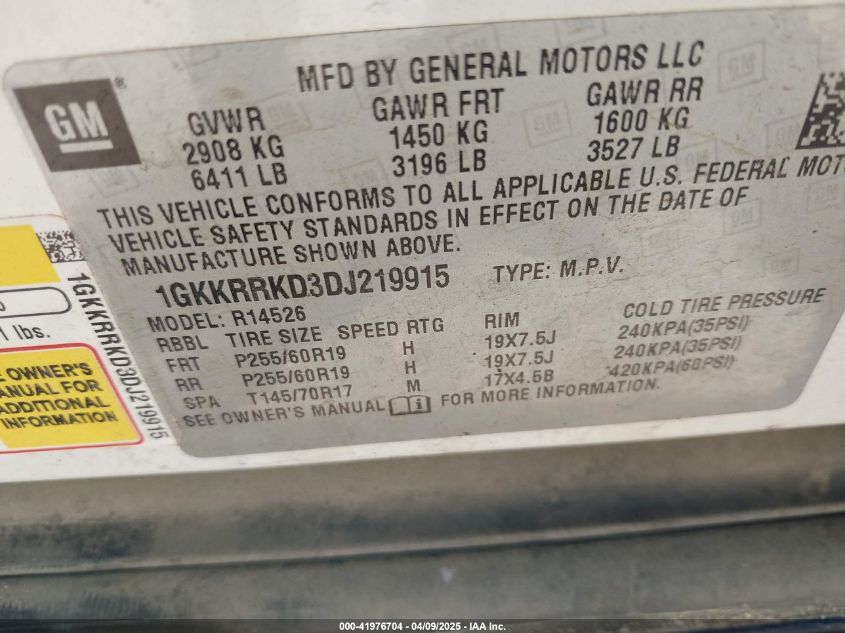 MFD BY GENERAL MOTORS LLC
GM ®
GVWR GAWR FRT GAWR RR
2908 KG 1450 KG 1600 KG
6411 LB 3196 LB 3527 LB
THIS VEHICLE CONFORMS TO ALL APPLICABLE U.S. FEDERAL MOT
VEHICLE SAFETY STANDARDS IN EFFECT ON THE DATE OF
MANUFACTURE SHOWN ABOVE.
1GKKRRKD3DJ219915 TYPE: M.P.V.
MODEL: R14526
RBBL TIRE SIZE SPEED RTG RIM COLD TIRE PRESSURE
FRT P255/60R19 H 19X7.5J 240KPA(35PSI)
RR P255/60R19 H 19X7.5J 240KPA(35PSI)
SPA T145/70R17 M 17X4.5B 420KPA(60PSI)
SEE OWNER'S MANUAL i FOR MORE INFORMATION.
1GKKRRKD3DJ219915
1 lbs.
E OWNER'S
ANUAL FOR
ADDITIONAL
INFORMATION
000-41976704 / 04/09/2025 - IAA Inc.